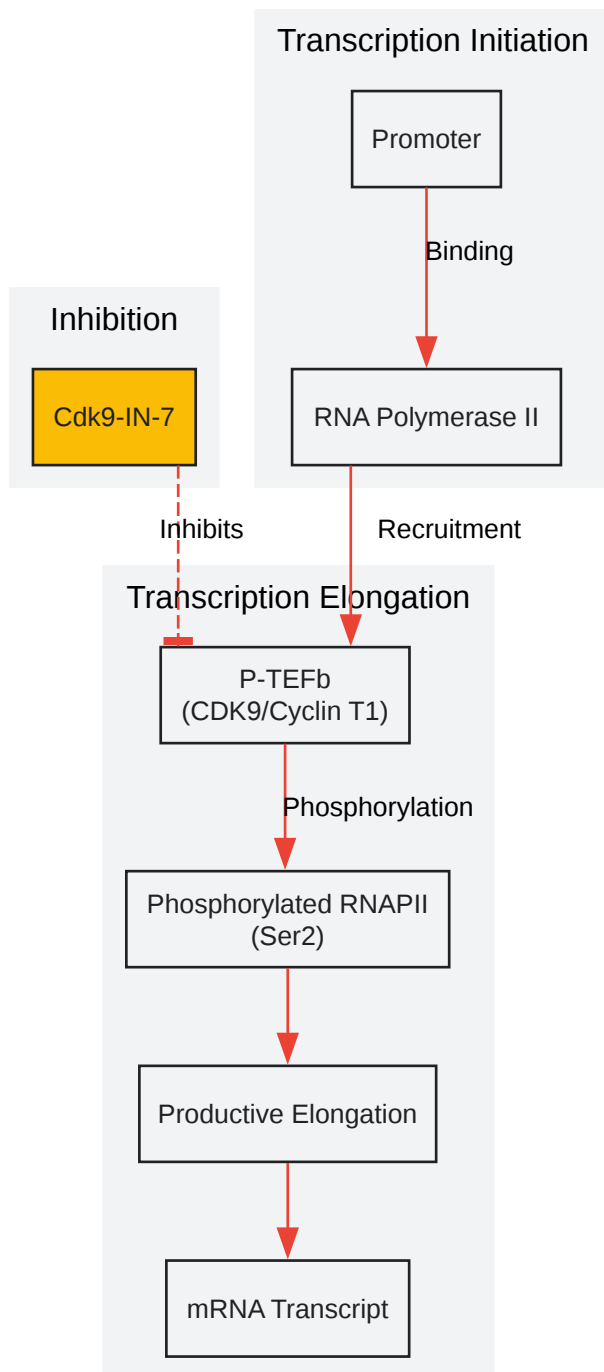 Transcription Initiation
Promoter
Binding
Inhibition
Cdk9-IN-7
RNA Polymerase II
Inhibits
Recruitment
Transcription Elongation
P-TEFb
(CDK9/Cyclin T1)
Phosphorylation
Phosphorylated RNAPII
(Ser2)
Productive Elongation
mRNA Transcript